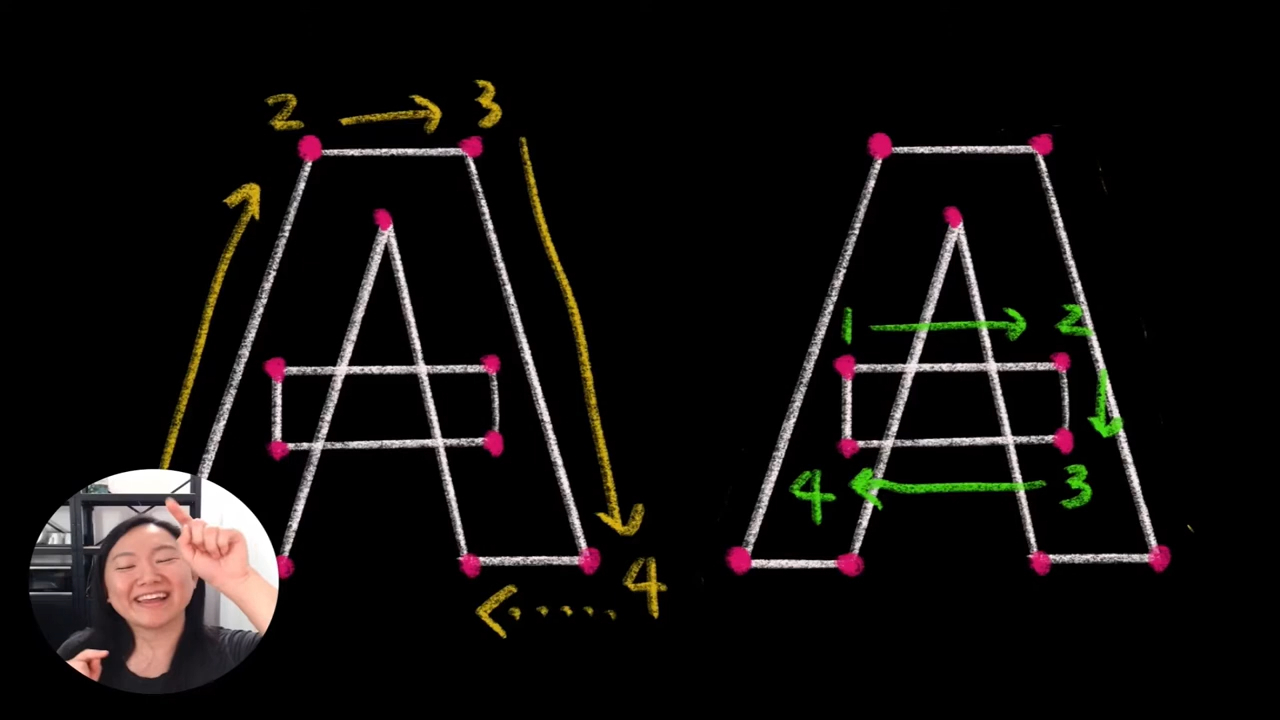 2 → 3
4
1 → 2
4 ← 3